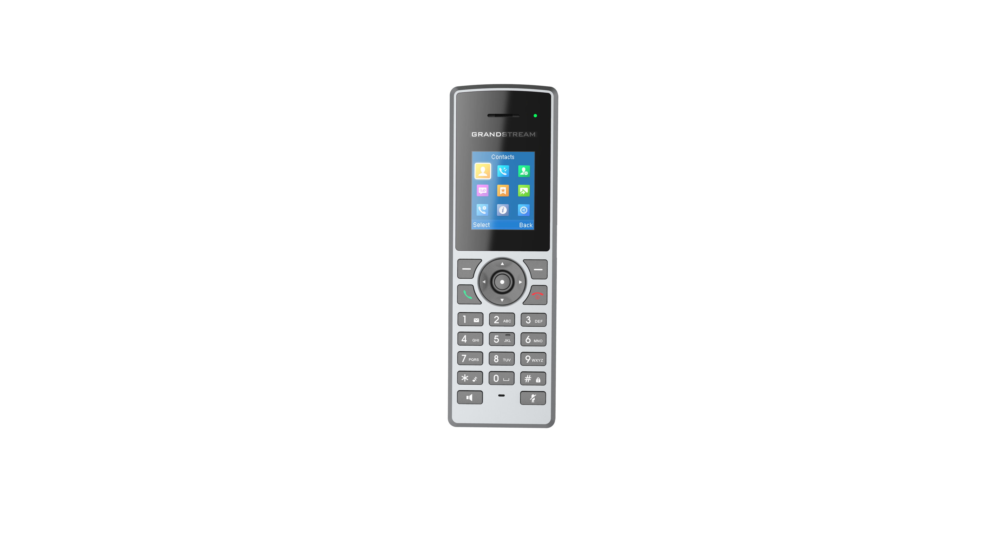 GRANDSTREAM
Contacts
Select Back
1 2 ABC 3 DEF
4 GHI 5 JKL 6 MNO
7 PQRS 8 TUV 9 WXYZ
* 0 #